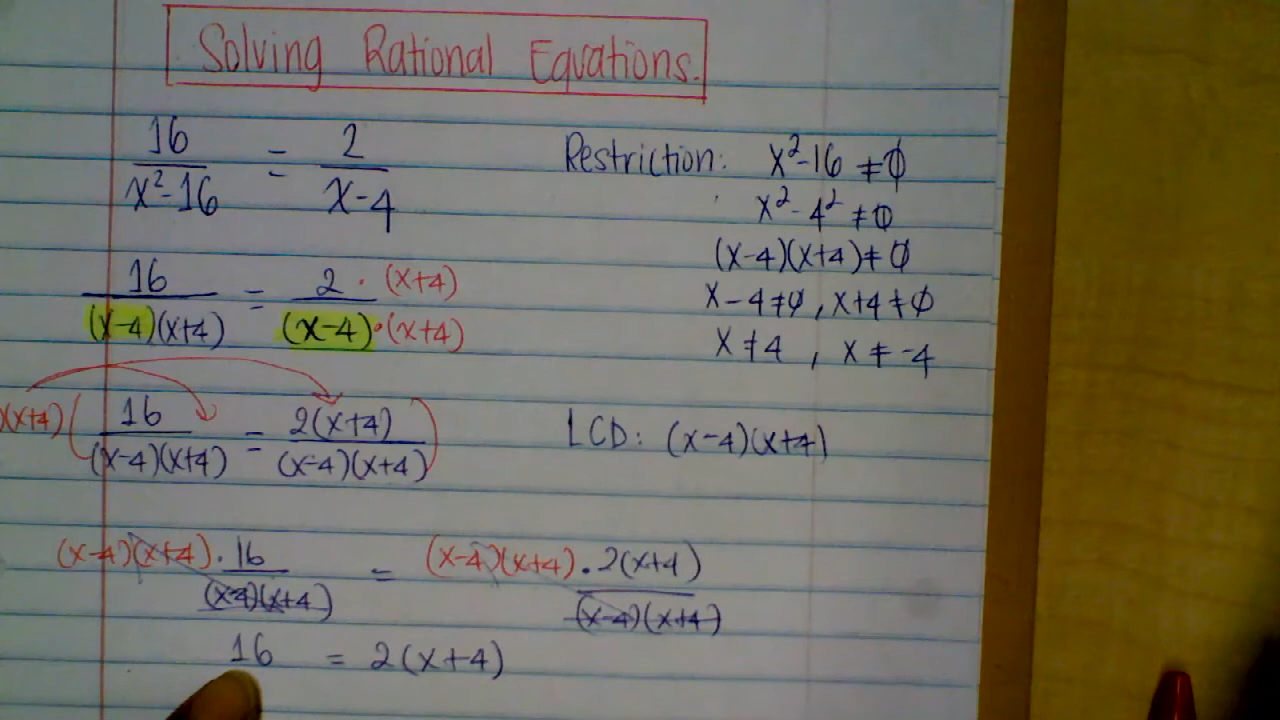 Solving Rational Equations.
16/(x²-16) = 2/(x-4)
Restriction: x²-16 ≠ 0
x²-4² ≠ 0
(x-4)(x+4) ≠ 0
x-4 ≠ 0, x+4 ≠ 0
x ≠ 4, x ≠ -4
16/((x-4)(x+4)) = 2·(x+4)/((x-4)·(x+4))
(x+4)(16/((x-4)(x+4)) = 2(x+4)/((x-4)(x+4)))
LCD: (x-4)(x+4)
(x-4)(x+4)·16/((x-4)(x+4)) = (x-4)(x+4)·2(x+4)/((x-4)(x+4))
16 = 2(x+4)